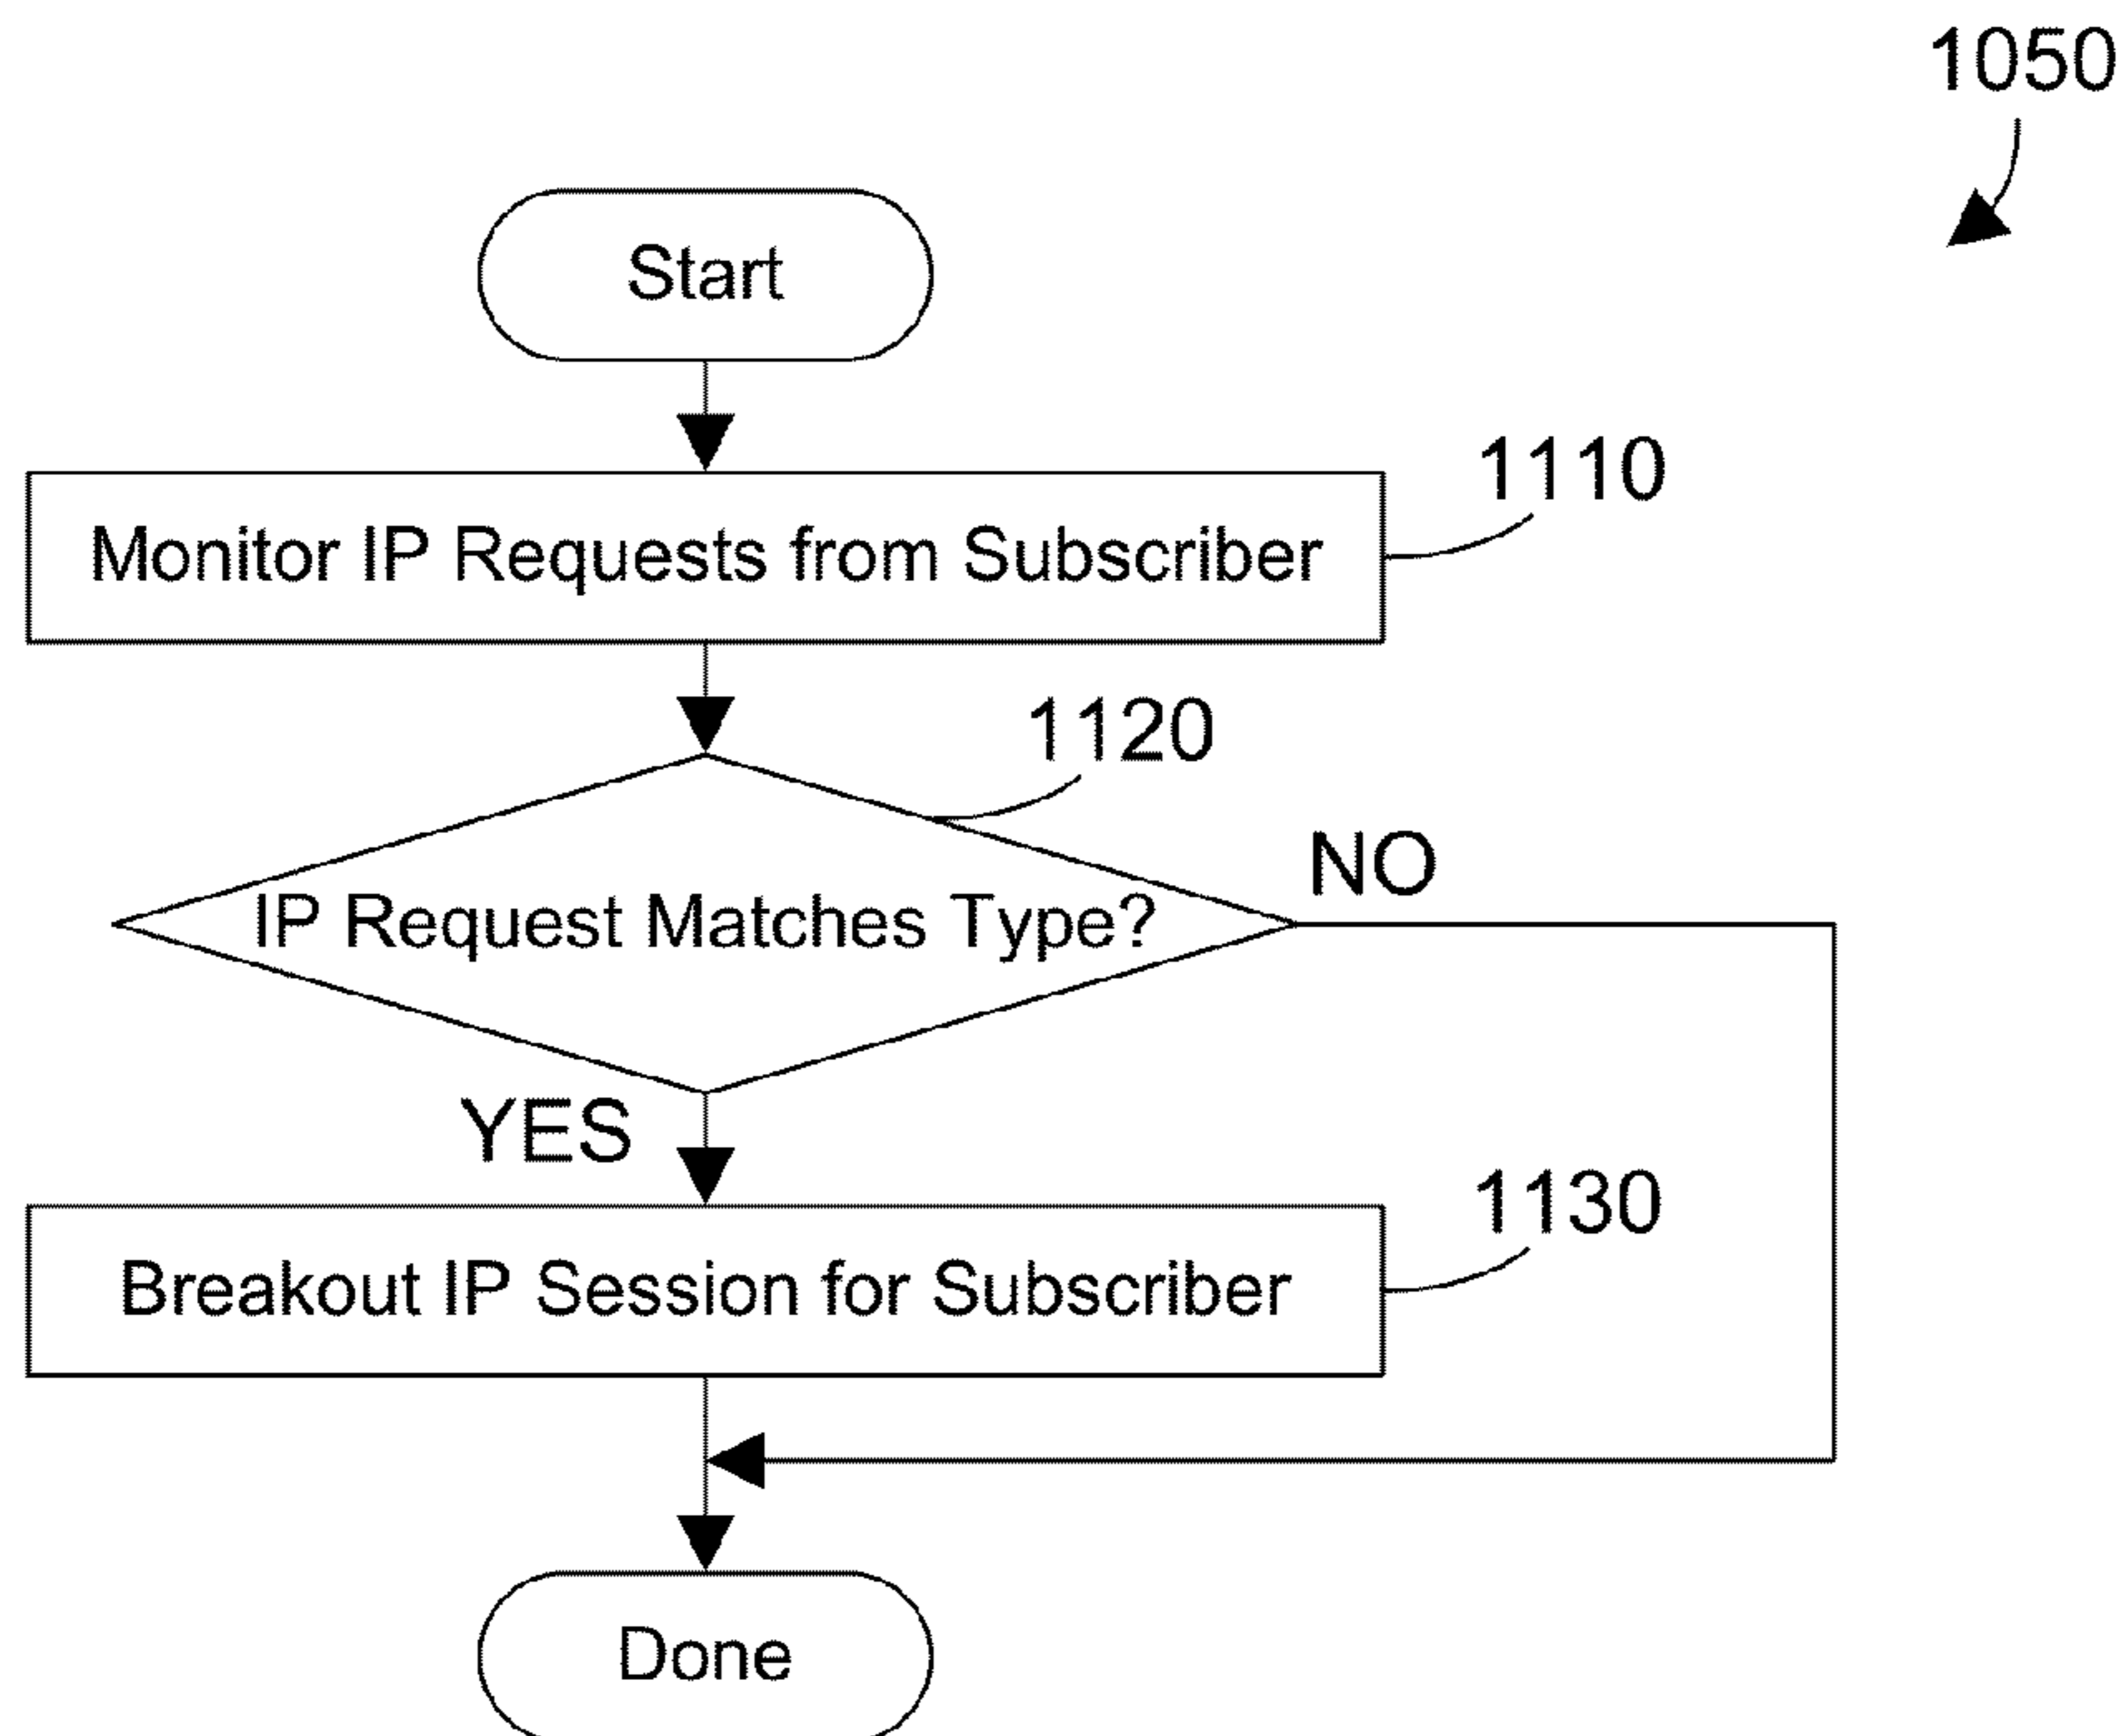 1050
Start
Monitor IP Requests from Subscriber
1110
1120
IP Request Matches Type?
NO
YES
Breakout IP Session for Subscriber
1130
Done